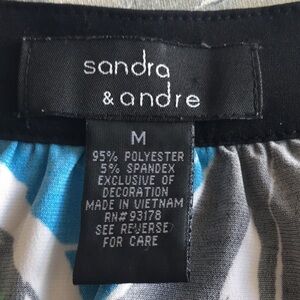 sandra
& andre
M
95% POLYESTER
5% SPANDEX
EXCLUSIVE OF
DECORATION
MADE IN VIETNAM
RN# 93178
SEE REVERSE
FOR CARE